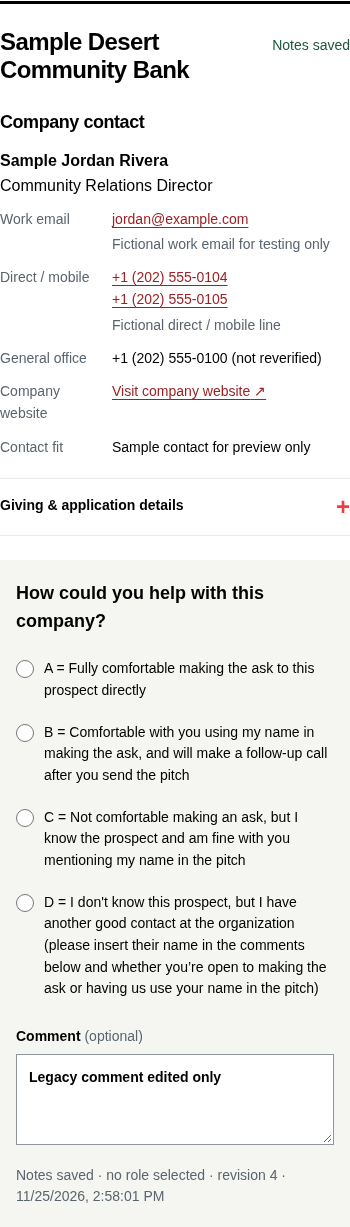 Sample Desert
Community Bank
Notes saved
Company contact
Sample Jordan Rivera
Community Relations Director
Work email
jordan@example.com
Fictional work email for testing only
Direct / mobile
+1 (202) 555-0104
+1 (202) 555-0105
Fictional direct / mobile line
General office
+1 (202) 555-0100 (not reverified)
Company
website
Visit company website ↗
Contact fit
Sample contact for preview only
Giving & application details
+
How could you help with this
company?
A = Fully comfortable making the ask to this
prospect directly
B = Comfortable with you using my name in
making the ask, and will make a follow-up call
after you send the pitch
C = Not comfortable making an ask, but I
know the prospect and am fine with you
mentioning my name in the pitch
D = I don't know this prospect, but I have
another good contact at the organization
(please insert their name in the comments
below and whether you're open to making the
ask or having us use your name in the pitch)
Comment (optional)
Legacy comment edited only
Notes saved · no role selected · revision 4 ·
11/25/2026, 2:58:01 PM